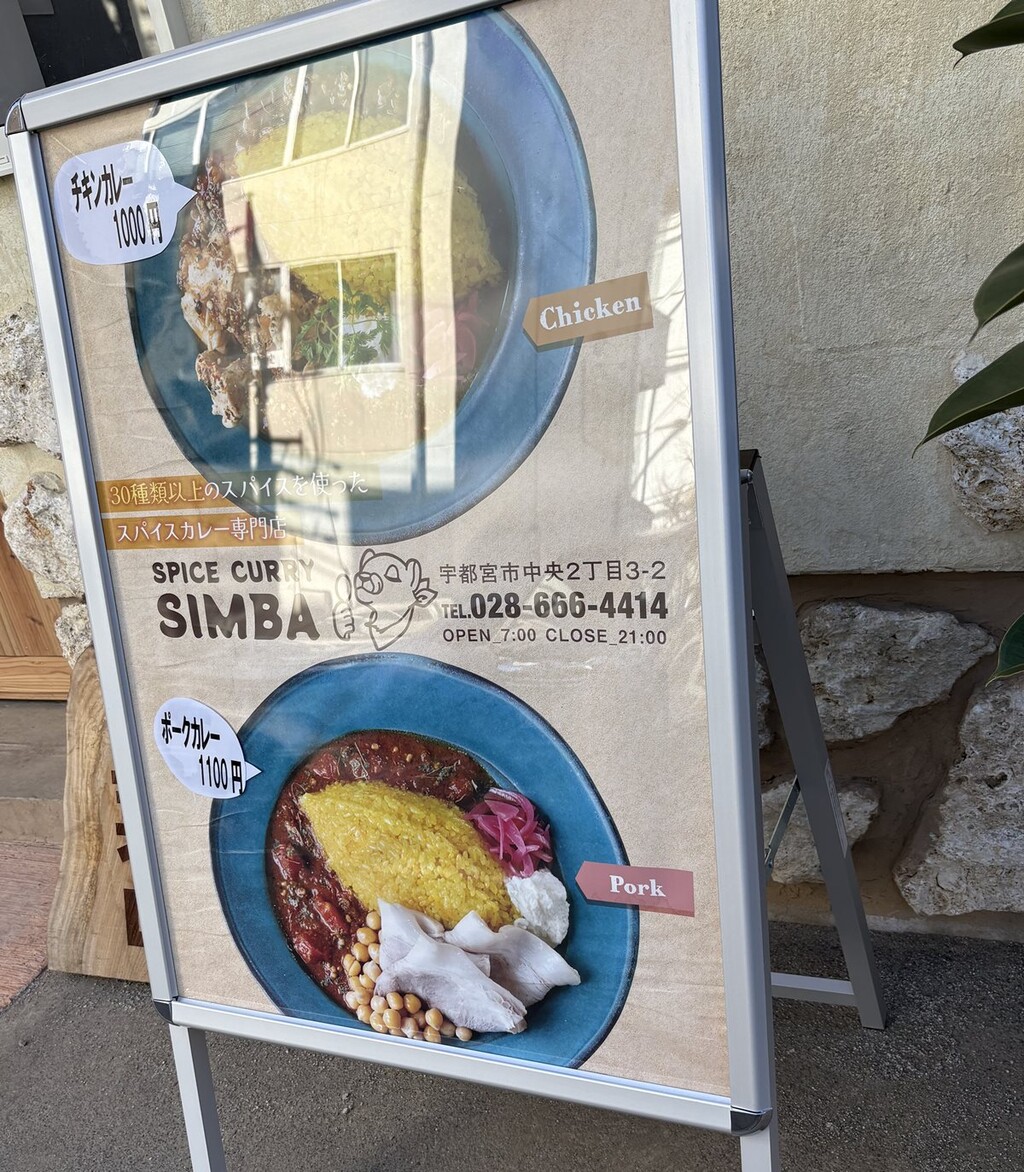 チキンカレー
1000円
Chicken
30種類以上のスパイスを使った
スパイスカレー専門店
SPICE CURRY
SIMBA
宇都宮市中央2丁目3-2
TEL.028-666-4414
OPEN_7:00 CLOSE_21:00
ポークカレー
1100円
Pork